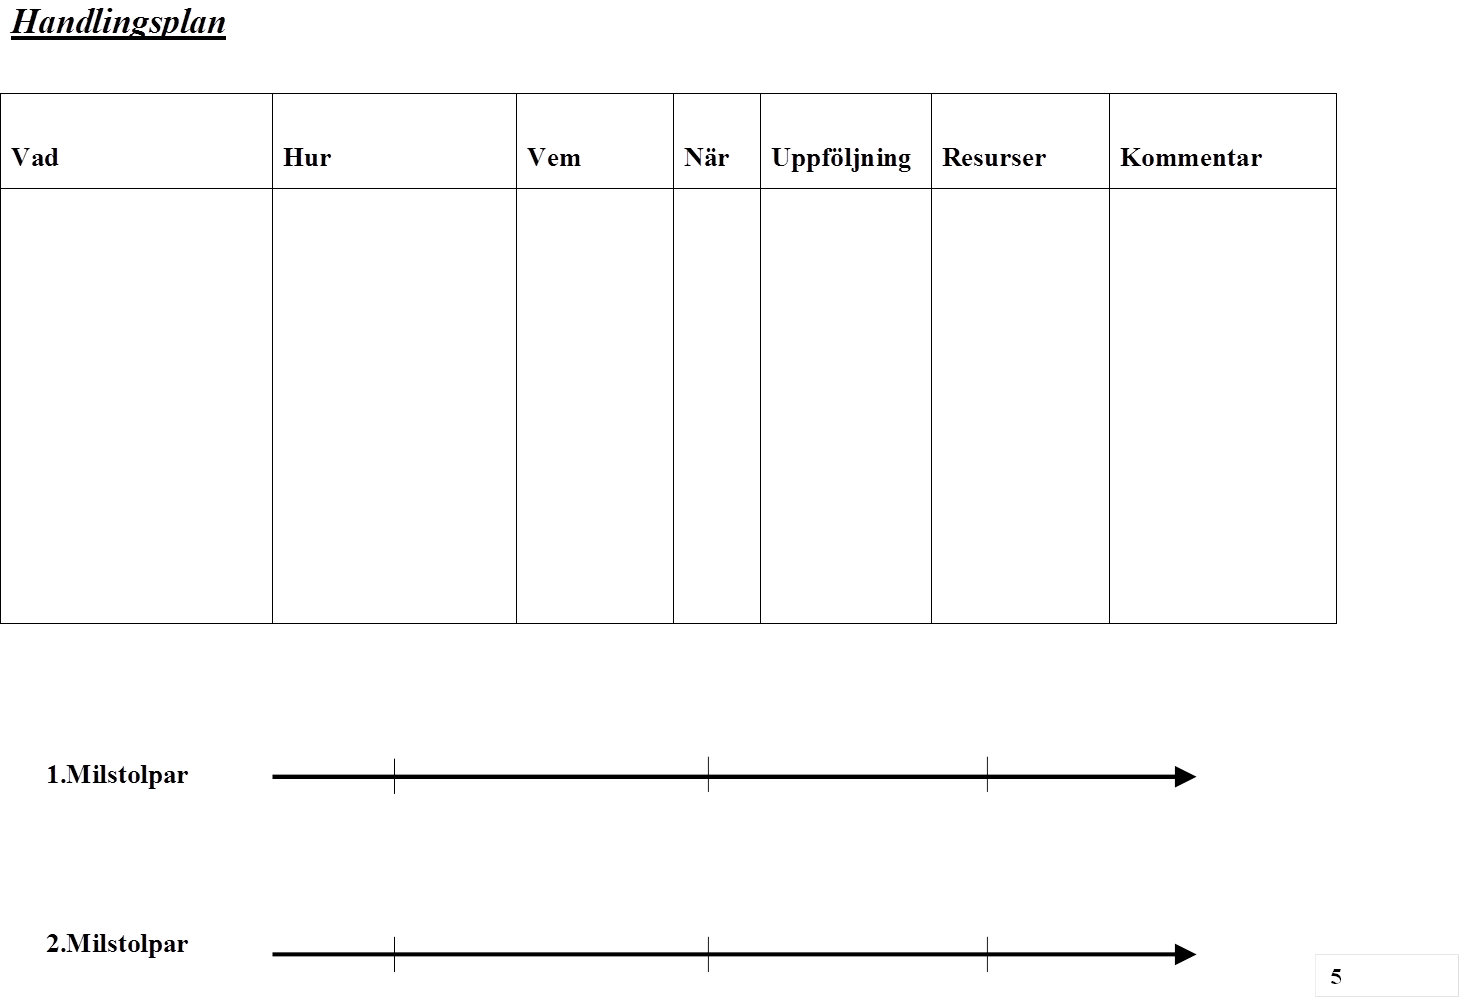 Handlingsplan
Vad Hur Vem När Uppföljning Resurser Kommentar
1.Milstolpar
2.Milstolpar
5